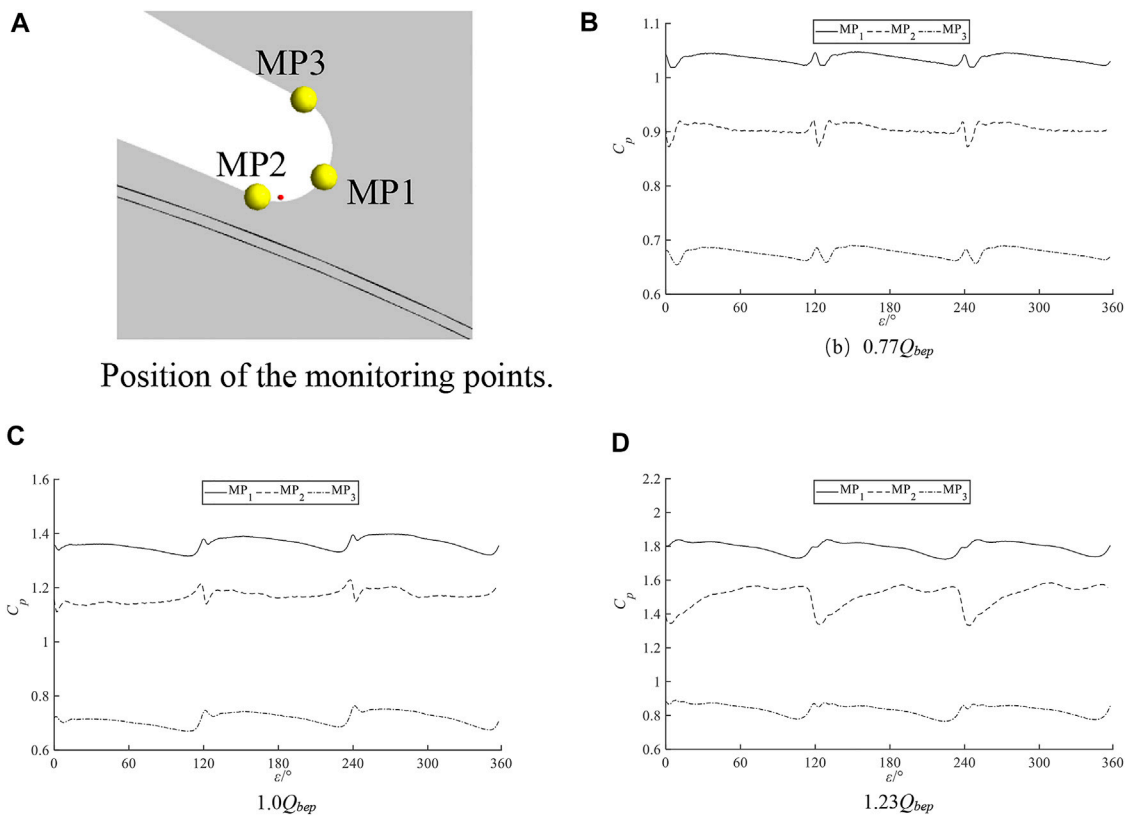 A
MP3
MP2
MP1
Position of the monitoring points.
B
MP1 MP2 MP3
1.1
1
0.9
0.8
0.7
0.6
Cp
0 60 120 180 240 300 360
ε/°
(b) 0.77Qbep
C
MP1 MP2 MP3
1.6
1.4
1.2
1
0.8
0.6
Cp
0 60 120 180 240 300 360
ε/°
1.0Qbep
D
MP1 MP2 MP3
2.2
2
1.8
1.6
1.4
1.2
1
0.8
0.6
Cp
0 60 120 180 240 300 360
ε/°
1.23Qbep